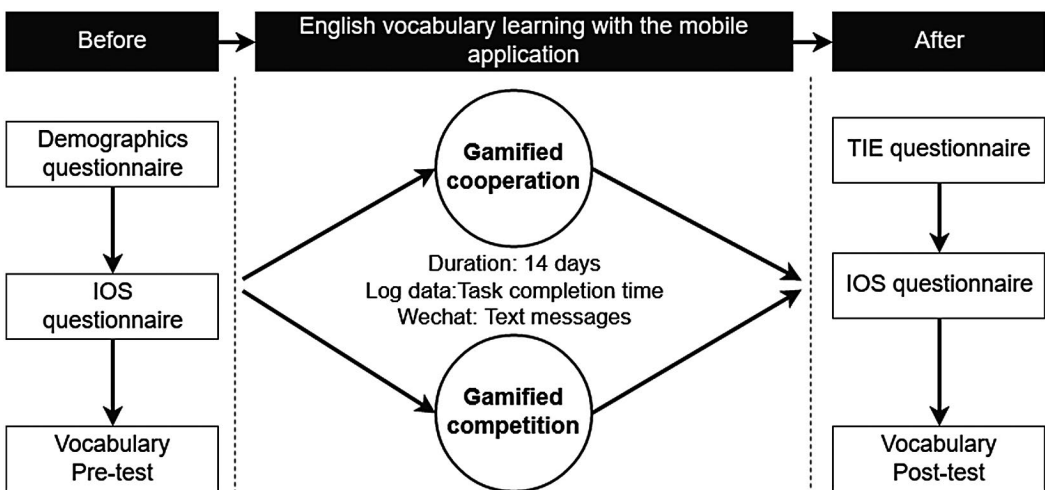 Before
English vocabulary learning with the mobile
application
After
Demographics
questionnaire
IOS
questionnaire
Vocabulary
Pre-test
Gamified
cooperation
Duration: 14 days
Log data:Task completion time
Wechat: Text messages
Gamified
competition
TIE questionnaire
IOS questionnaire
Vocabulary
Post-test